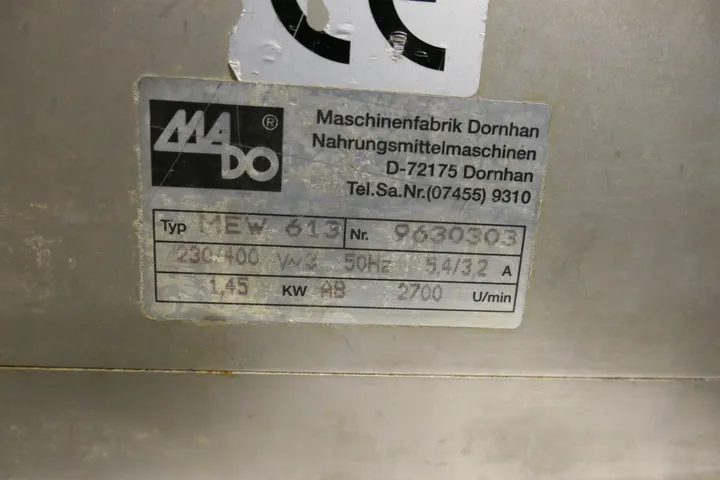 CE
MADO ®
Maschinenfabrik Dornhan
Nahrungsmittelmaschinen
D-72175 Dornhan
Tel.Sa.Nr.(07455) 9310
Typ MEW 613 Nr. 9630303
230/400 V~3 50Hz 5,4/3,2 A
1,45 KW AB 2700 U/min